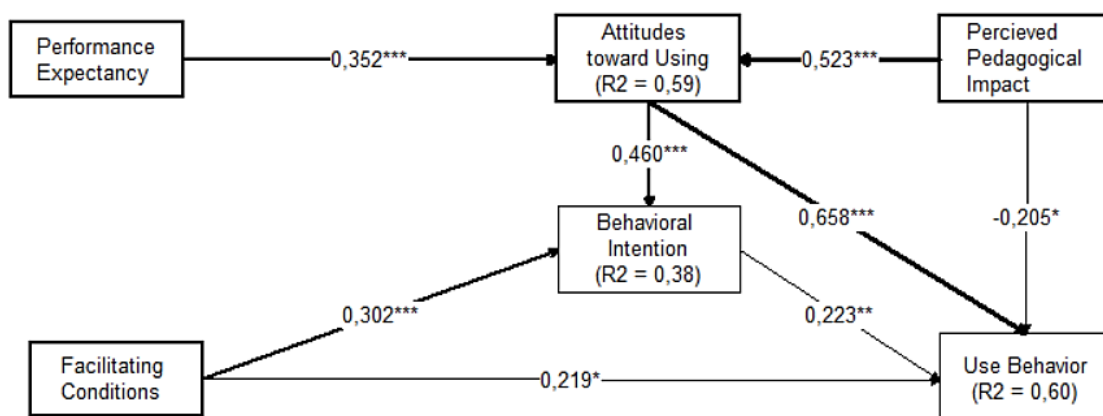 Performance
Expectancy
0,352***
Attitudes
toward Using
(R2 = 0,59)
0,523***
Percieved
Pedagogical
Impact
0,460***
0,658***
-0,205*
Behavioral
Intention
(R2 = 0,38)
0,302***
0,223**
Facilitating
Conditions
0,219*
Use Behavior
(R2 = 0,60)